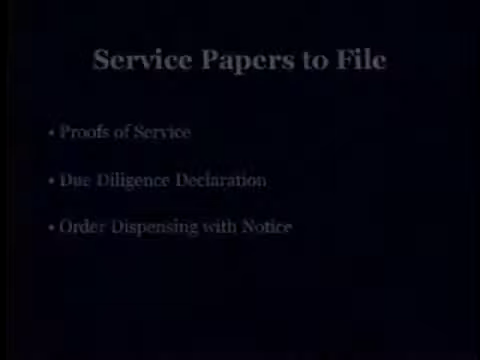 Service Papers to File
• Proofs of Service
• Due Diligence Declaration
• Order Dispensing with Notice